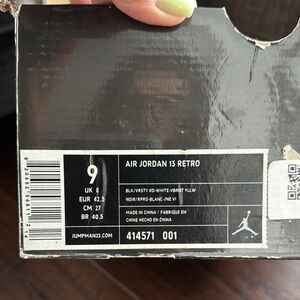 9
UK 8
EUR 42.5
CM 27
BR 40.5
JUMPMAN23.COM
AIR JORDAN 13 RETRO
BLK/VRSTY RD-WHITE-VBRNT YLLW
NOIR/RPRO-BLANC-JNE VI
MADE IN CHINA / FABRIQUE EN
CHINE HECHO EN CHINA
414571 001